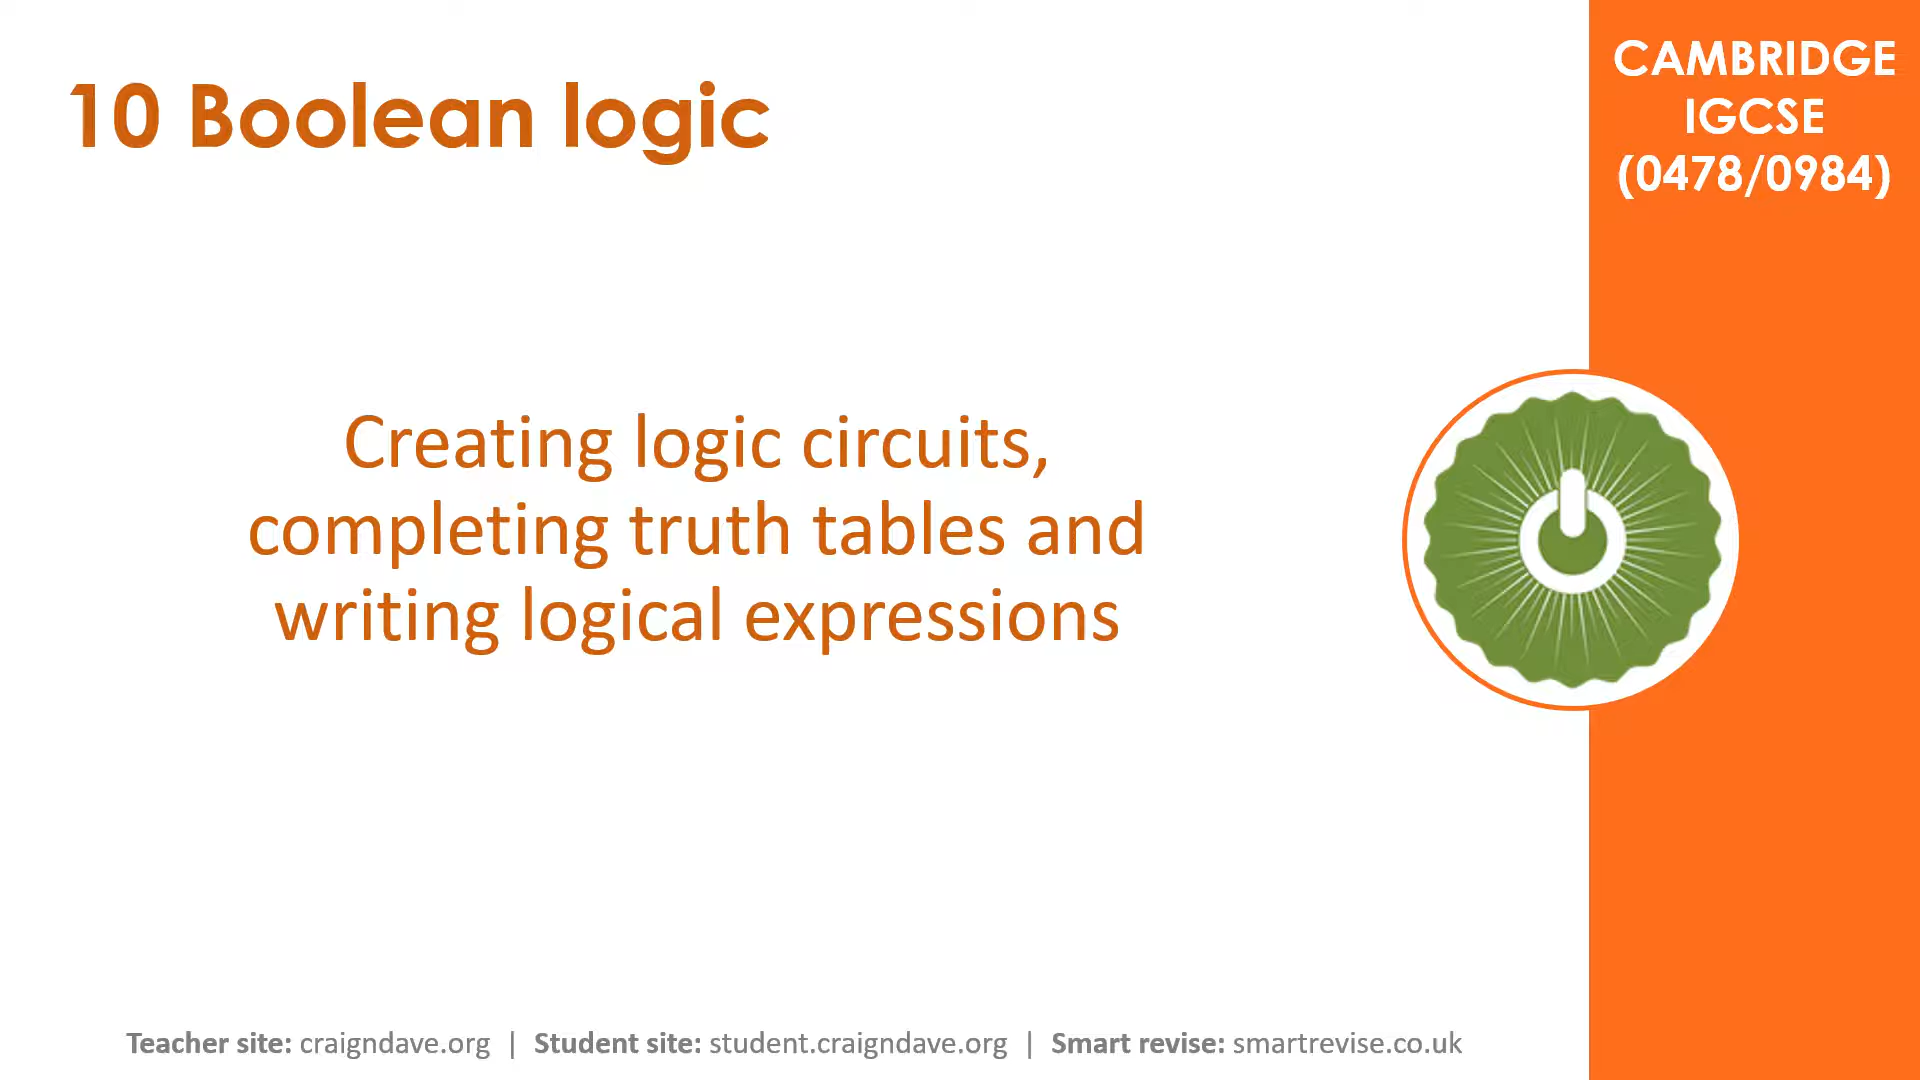 10 Boolean logic
CAMBRIDGE
IGCSE
(0478/0984)
Creating logic circuits,
completing truth tables and
writing logical expressions
Teacher site: craigndave.org | Student site: student.craigndave.org | Smart revise: smartrevise.co.uk